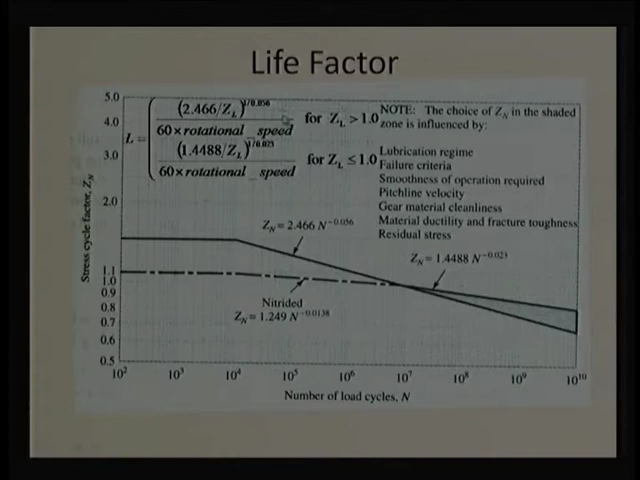 Life Factor
5.0
4.0
3.0
2.0
1.1
1.0
0.9
0.8
0.7
0.6
0.5
Stress cycle factor, Z_N
L =
(2.466/Z_L)^1/0.056
60 × rotational _ speed
for Z_L > 1.0
(1.4488/Z_L)^1/0.023
60 × rotational _ speed
for Z_L ≤ 1.0
NOTE: The choice of Z_N in the shaded
zone is influenced by:
Lubrication regime
Failure criteria
Smoothness of operation required
Pitchline velocity
Gear material cleanliness
Material ductility and fracture toughness
Residual stress
Z_N = 2.466 N^−0.056
Z_N = 1.4488 N^−0.023
Nitrided
Z_N = 1.249 N^−0.0138
10^2 10^3 10^4 10^5 10^6 10^7 10^8 10^9 10^10
Number of load cycles, N